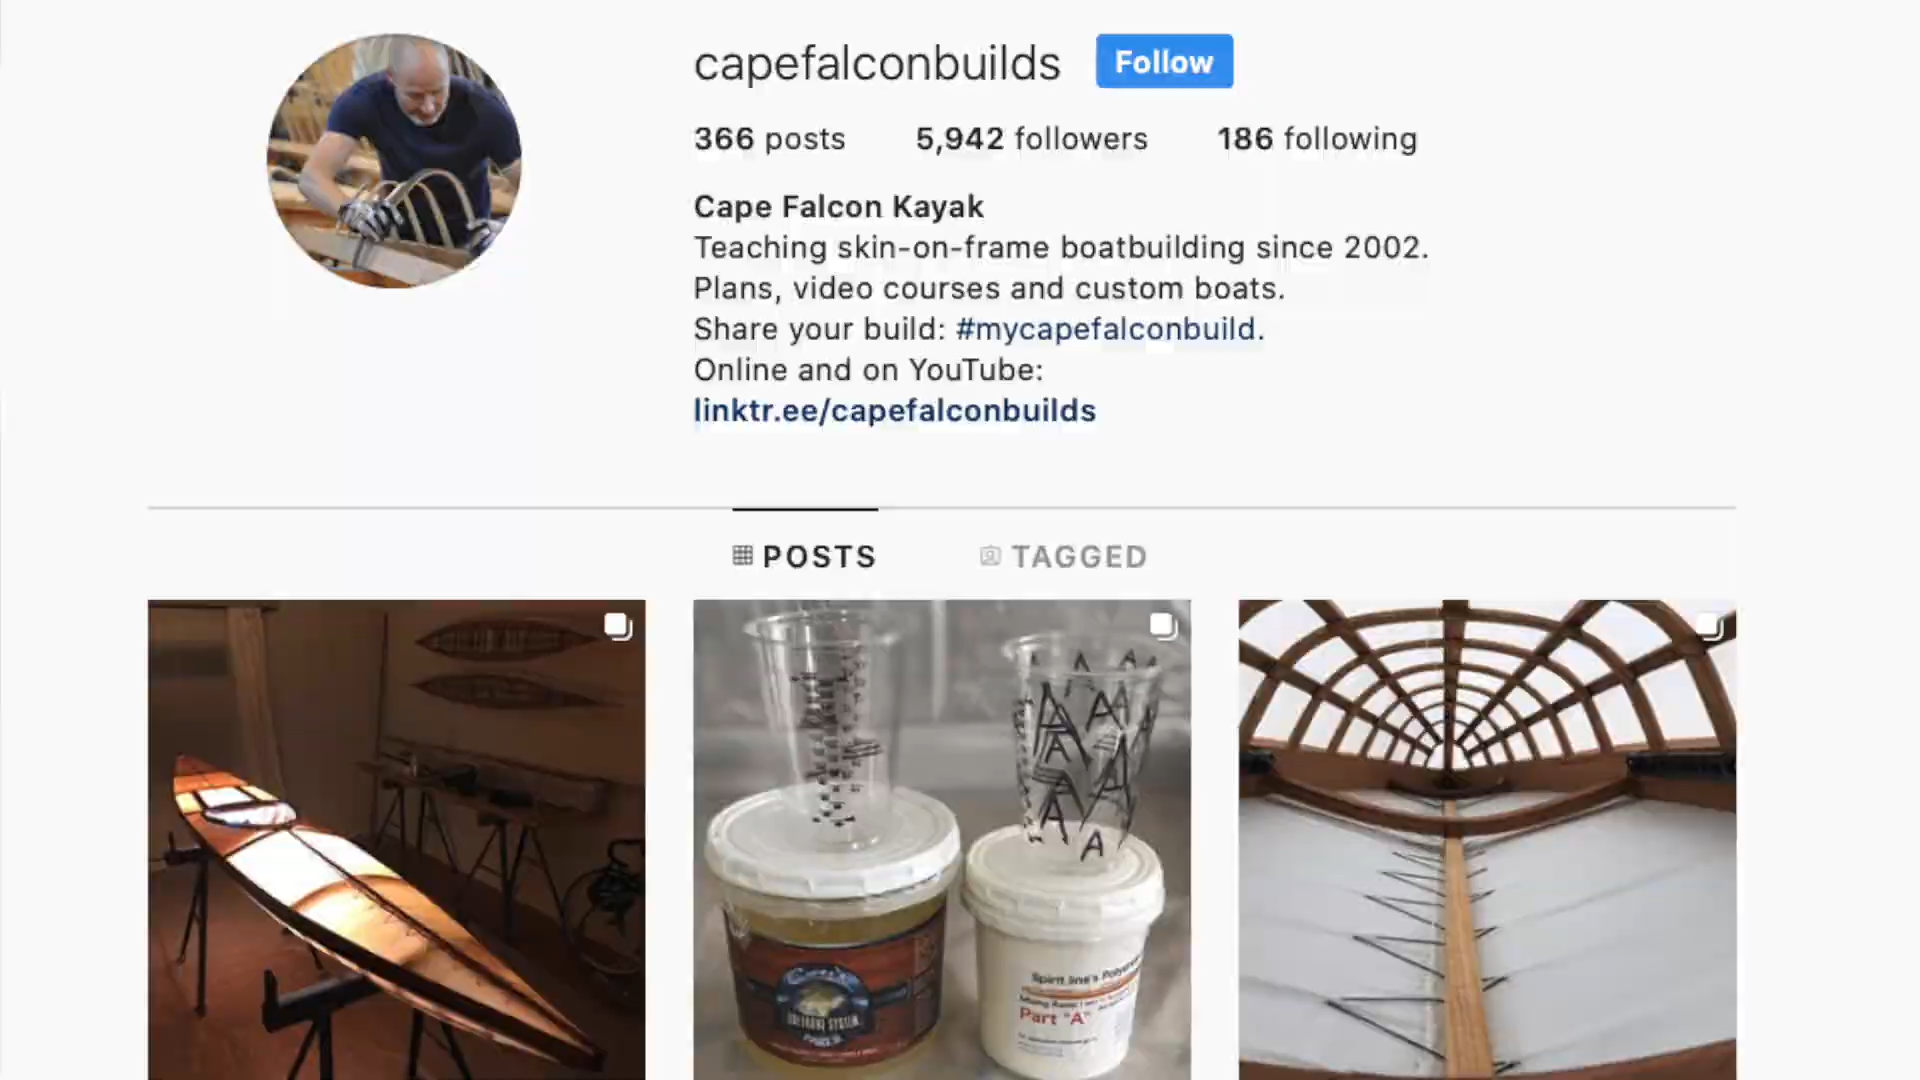 capefalconbuilds Follow
366 posts 5,942 followers 186 following
Cape Falcon Kayak
Teaching skin-on-frame boatbuilding since 2002.
Plans, video courses and custom boats.
Share your build: #mycapefalconbuild.
Online and on YouTube:
linktr.ee/capefalconbuilds
POSTS TAGGED
A A A
A A
A
A
A
Spirit line's
Part "A"